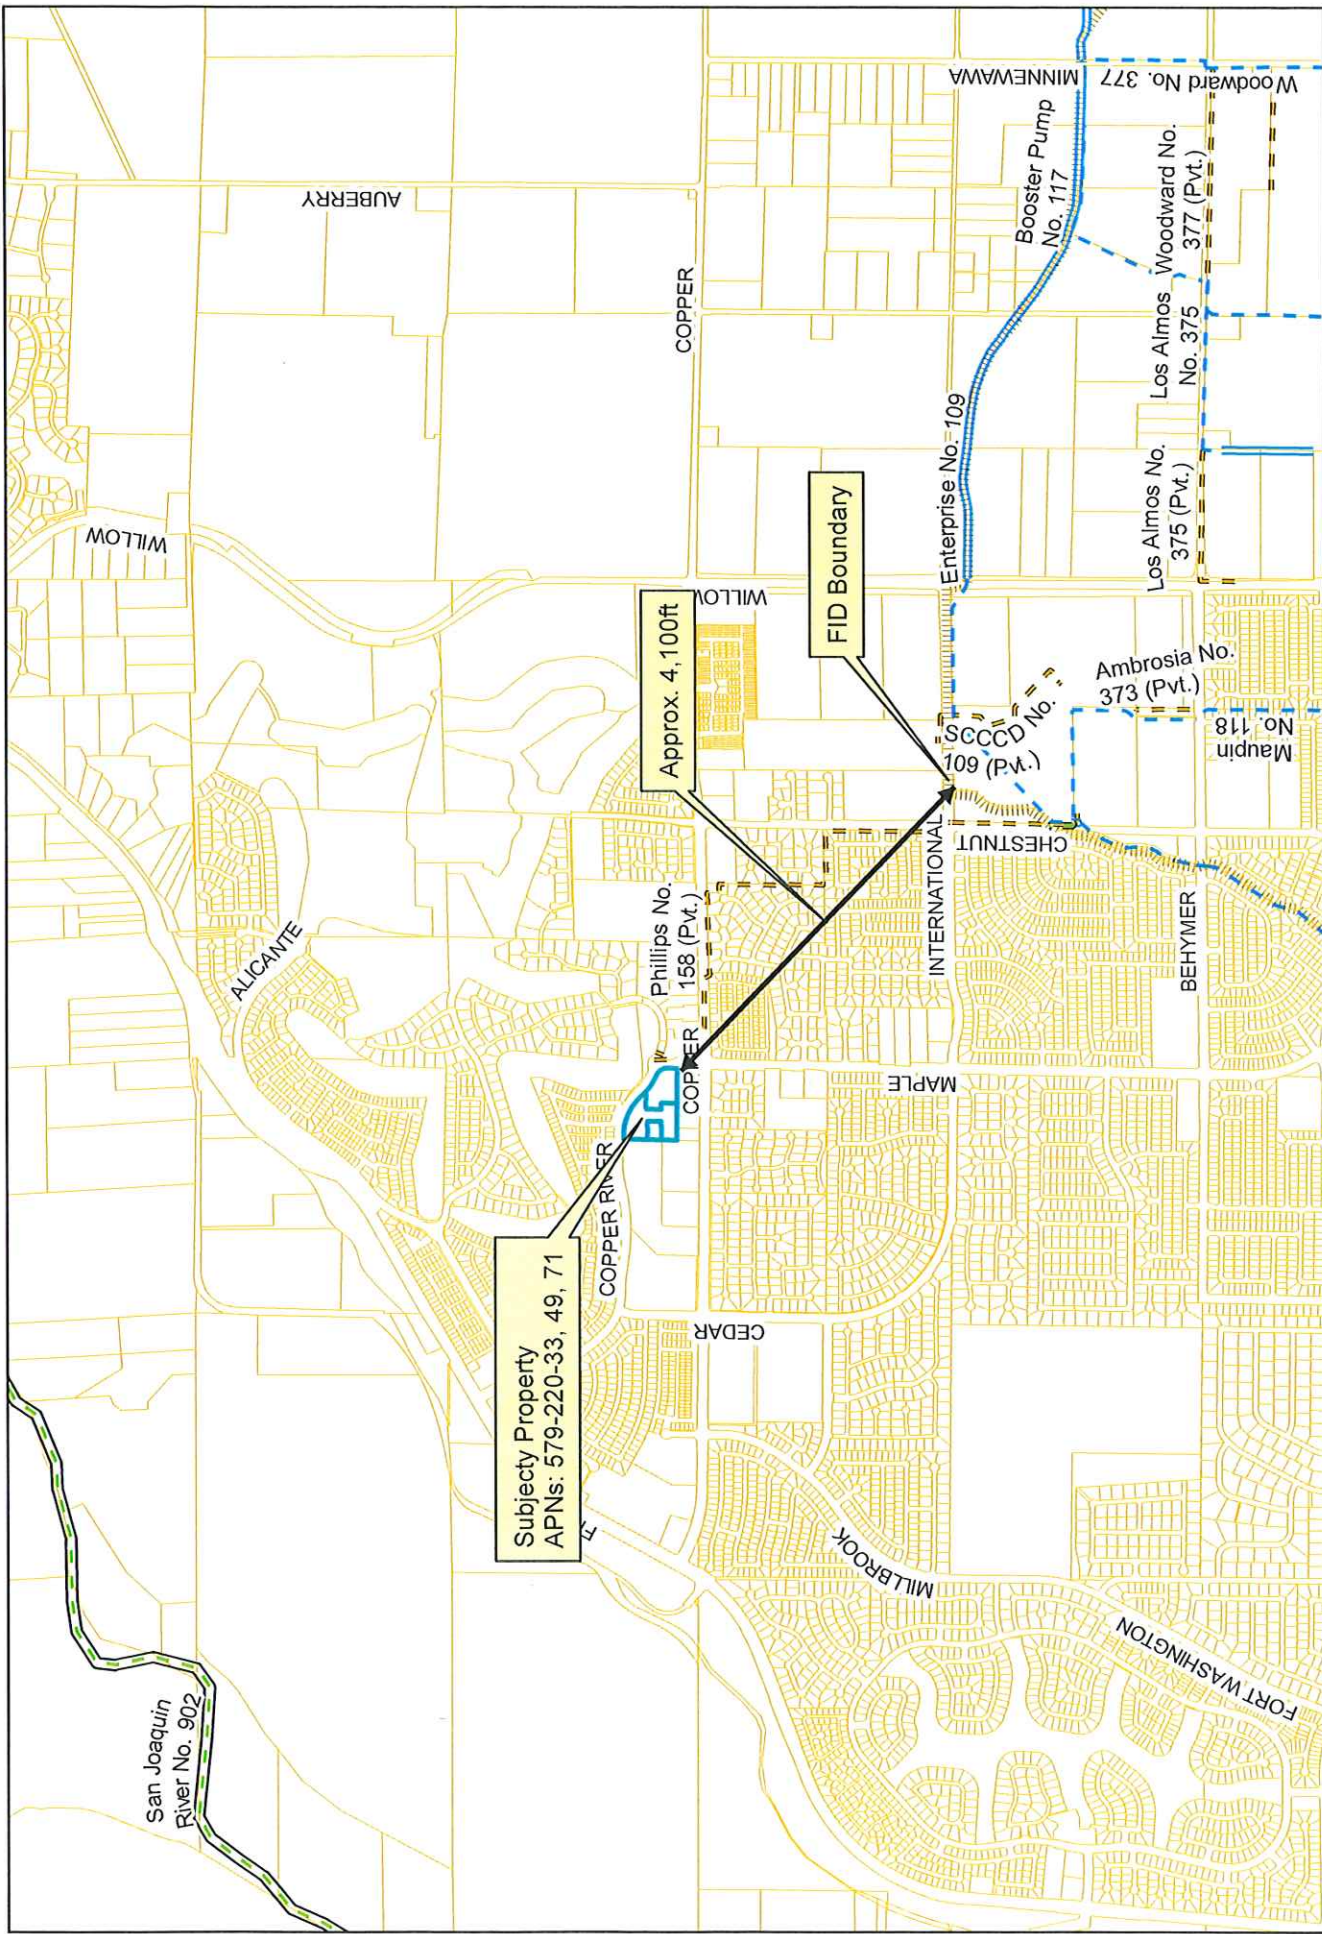 San Joaquin
River No. 902
ALICANTE
WILLOW
AUBERRY
Subjecty Property
APNs: 579-220-33, 49, 71
COPPER RIVER
Phillips No.
158 (Pvt.)
COPPER
Approx. 4,100ft
WILLOW
COPPER
CEDAR
FID Boundary
MILLBROOK
MAPLE
INTERNATIONAL
CHESTNUT
SCCCD No.
109 (Pvt.)
Enterprise No. 109
Booster Pump
No. 117
MINNEWAWA
FORT WASHINGTON
BEHYMER
Ambrosia No.
373 (Pvt.)
Maupin
No. 118
Los Almos No.
375 (Pvt.)
Los Almos
No. 375
Woodward No.
377 (Pvt.)
Woodward No. 377